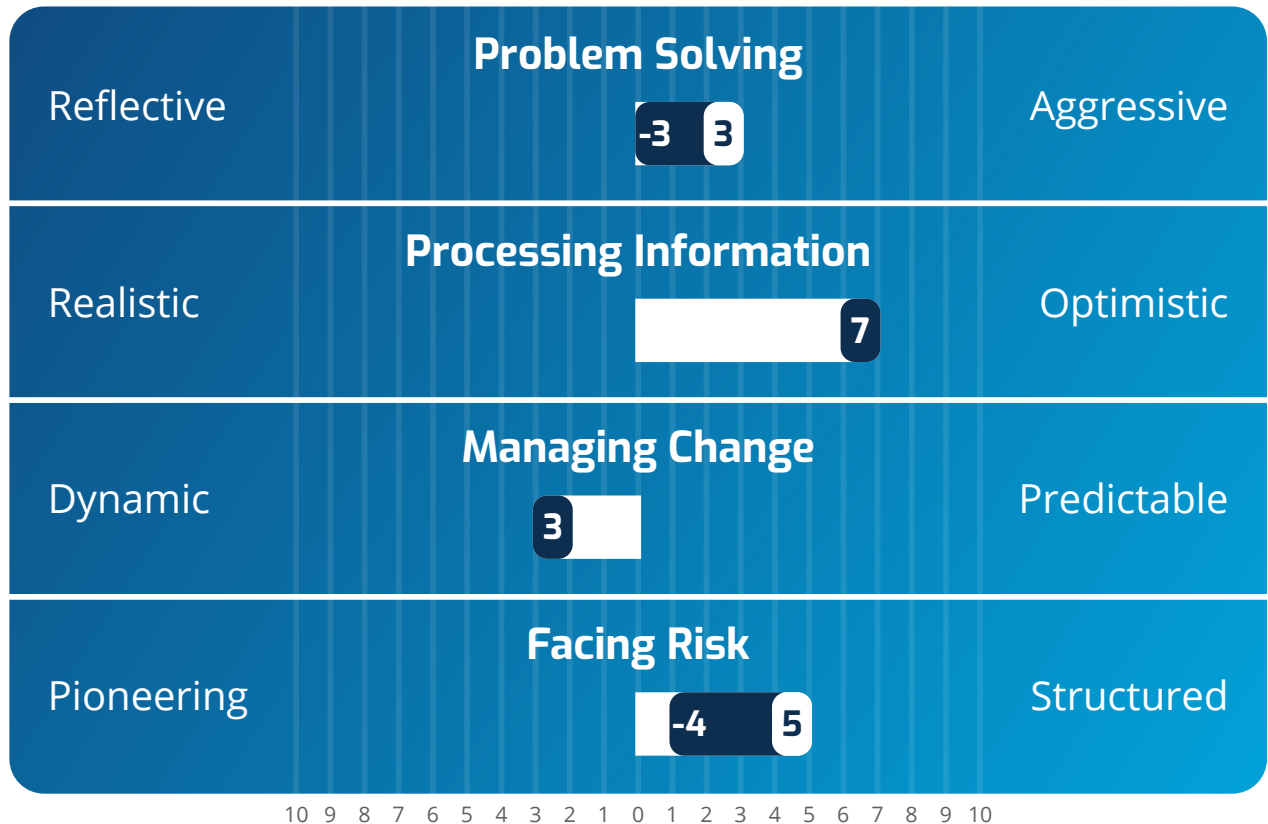 Problem Solving
Reflective
Aggressive
-3 3
Processing Information
Realistic
Optimistic
7
Managing Change
Dynamic
Predictable
3
Facing Risk
Pioneering
Structured
-4 5
10 9 8 7 6 5 4 3 2 1 0 1 2 3 4 5 6 7 8 9 10